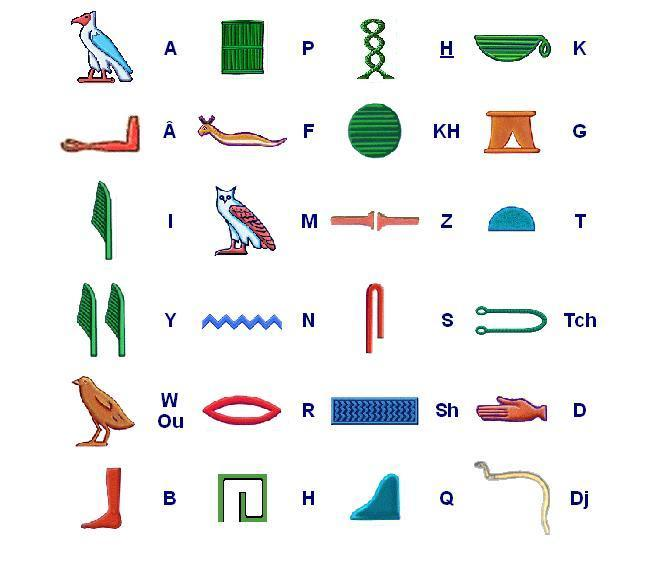 A P H K
Â F KH G
I M Z T
Y N S Tch
W
Ou R Sh D
B H Q Dj